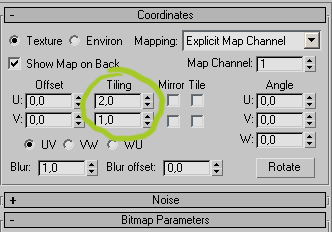 - Coordinates
Texture Environ Mapping: Explicit Map Channel
Show Map on Back Map Channel: 1
Offset Tiling Mirror Tile Angle
U: 0,0 2,0 U: 0,0
V: 0,0 1,0 V: 0,0
UV VW WU W: 0,0
Blur: 1,0 Blur offset: 0,0 Rotate
+ Noise
- Bitmap Parameters